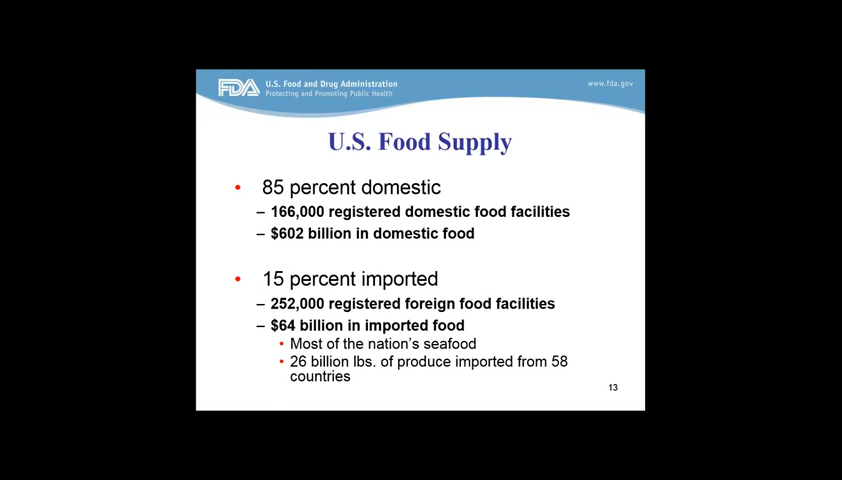 FDA U.S. Food and Drug Administration
Protecting and Promoting Public Health
www.fda.gov
U.S. Food Supply
• 85 percent domestic
– 166,000 registered domestic food facilities
– $602 billion in domestic food
• 15 percent imported
– 252,000 registered foreign food facilities
– $64 billion in imported food
• Most of the nation's seafood
• 26 billion lbs. of produce imported from 58
countries
13